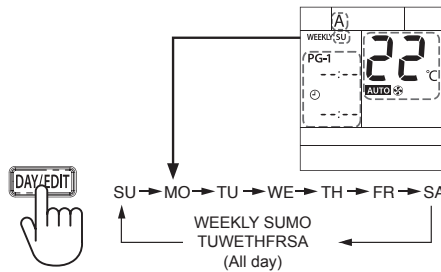 A
WEEKLY SU
PG-1
--:--
--:--
22 °C
AUTO
DAY/EDIT
SU MO TU WE TH FR SA
WEEKLY SUMO
TUWETHFRSA
(All day)